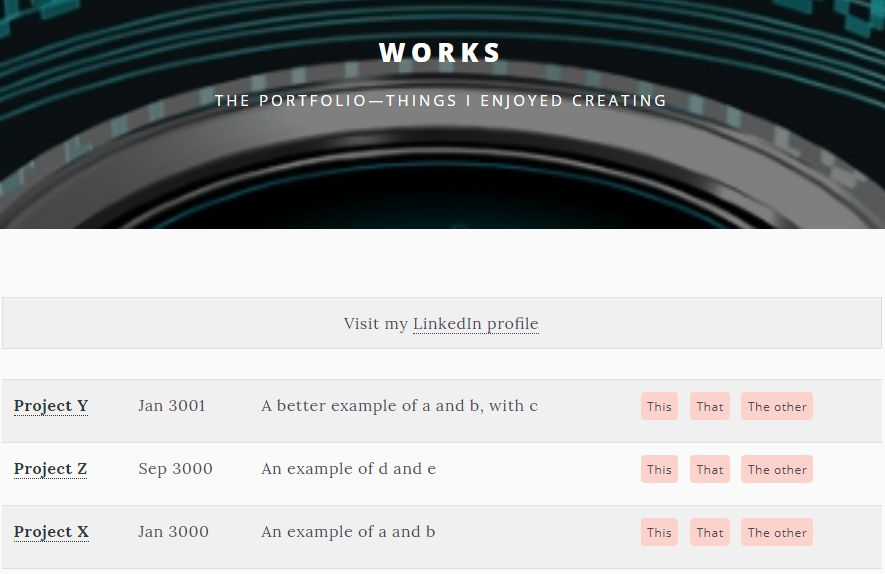 WORKS
THE PORTFOLIO—THINGS I ENJOYED CREATING
Visit my LinkedIn profile
Project Y Jan 3001 A better example of a and b, with c This That The other
Project Z Sep 3000 An example of d and e This That The other
Project X Jan 3000 An example of a and b This That The other